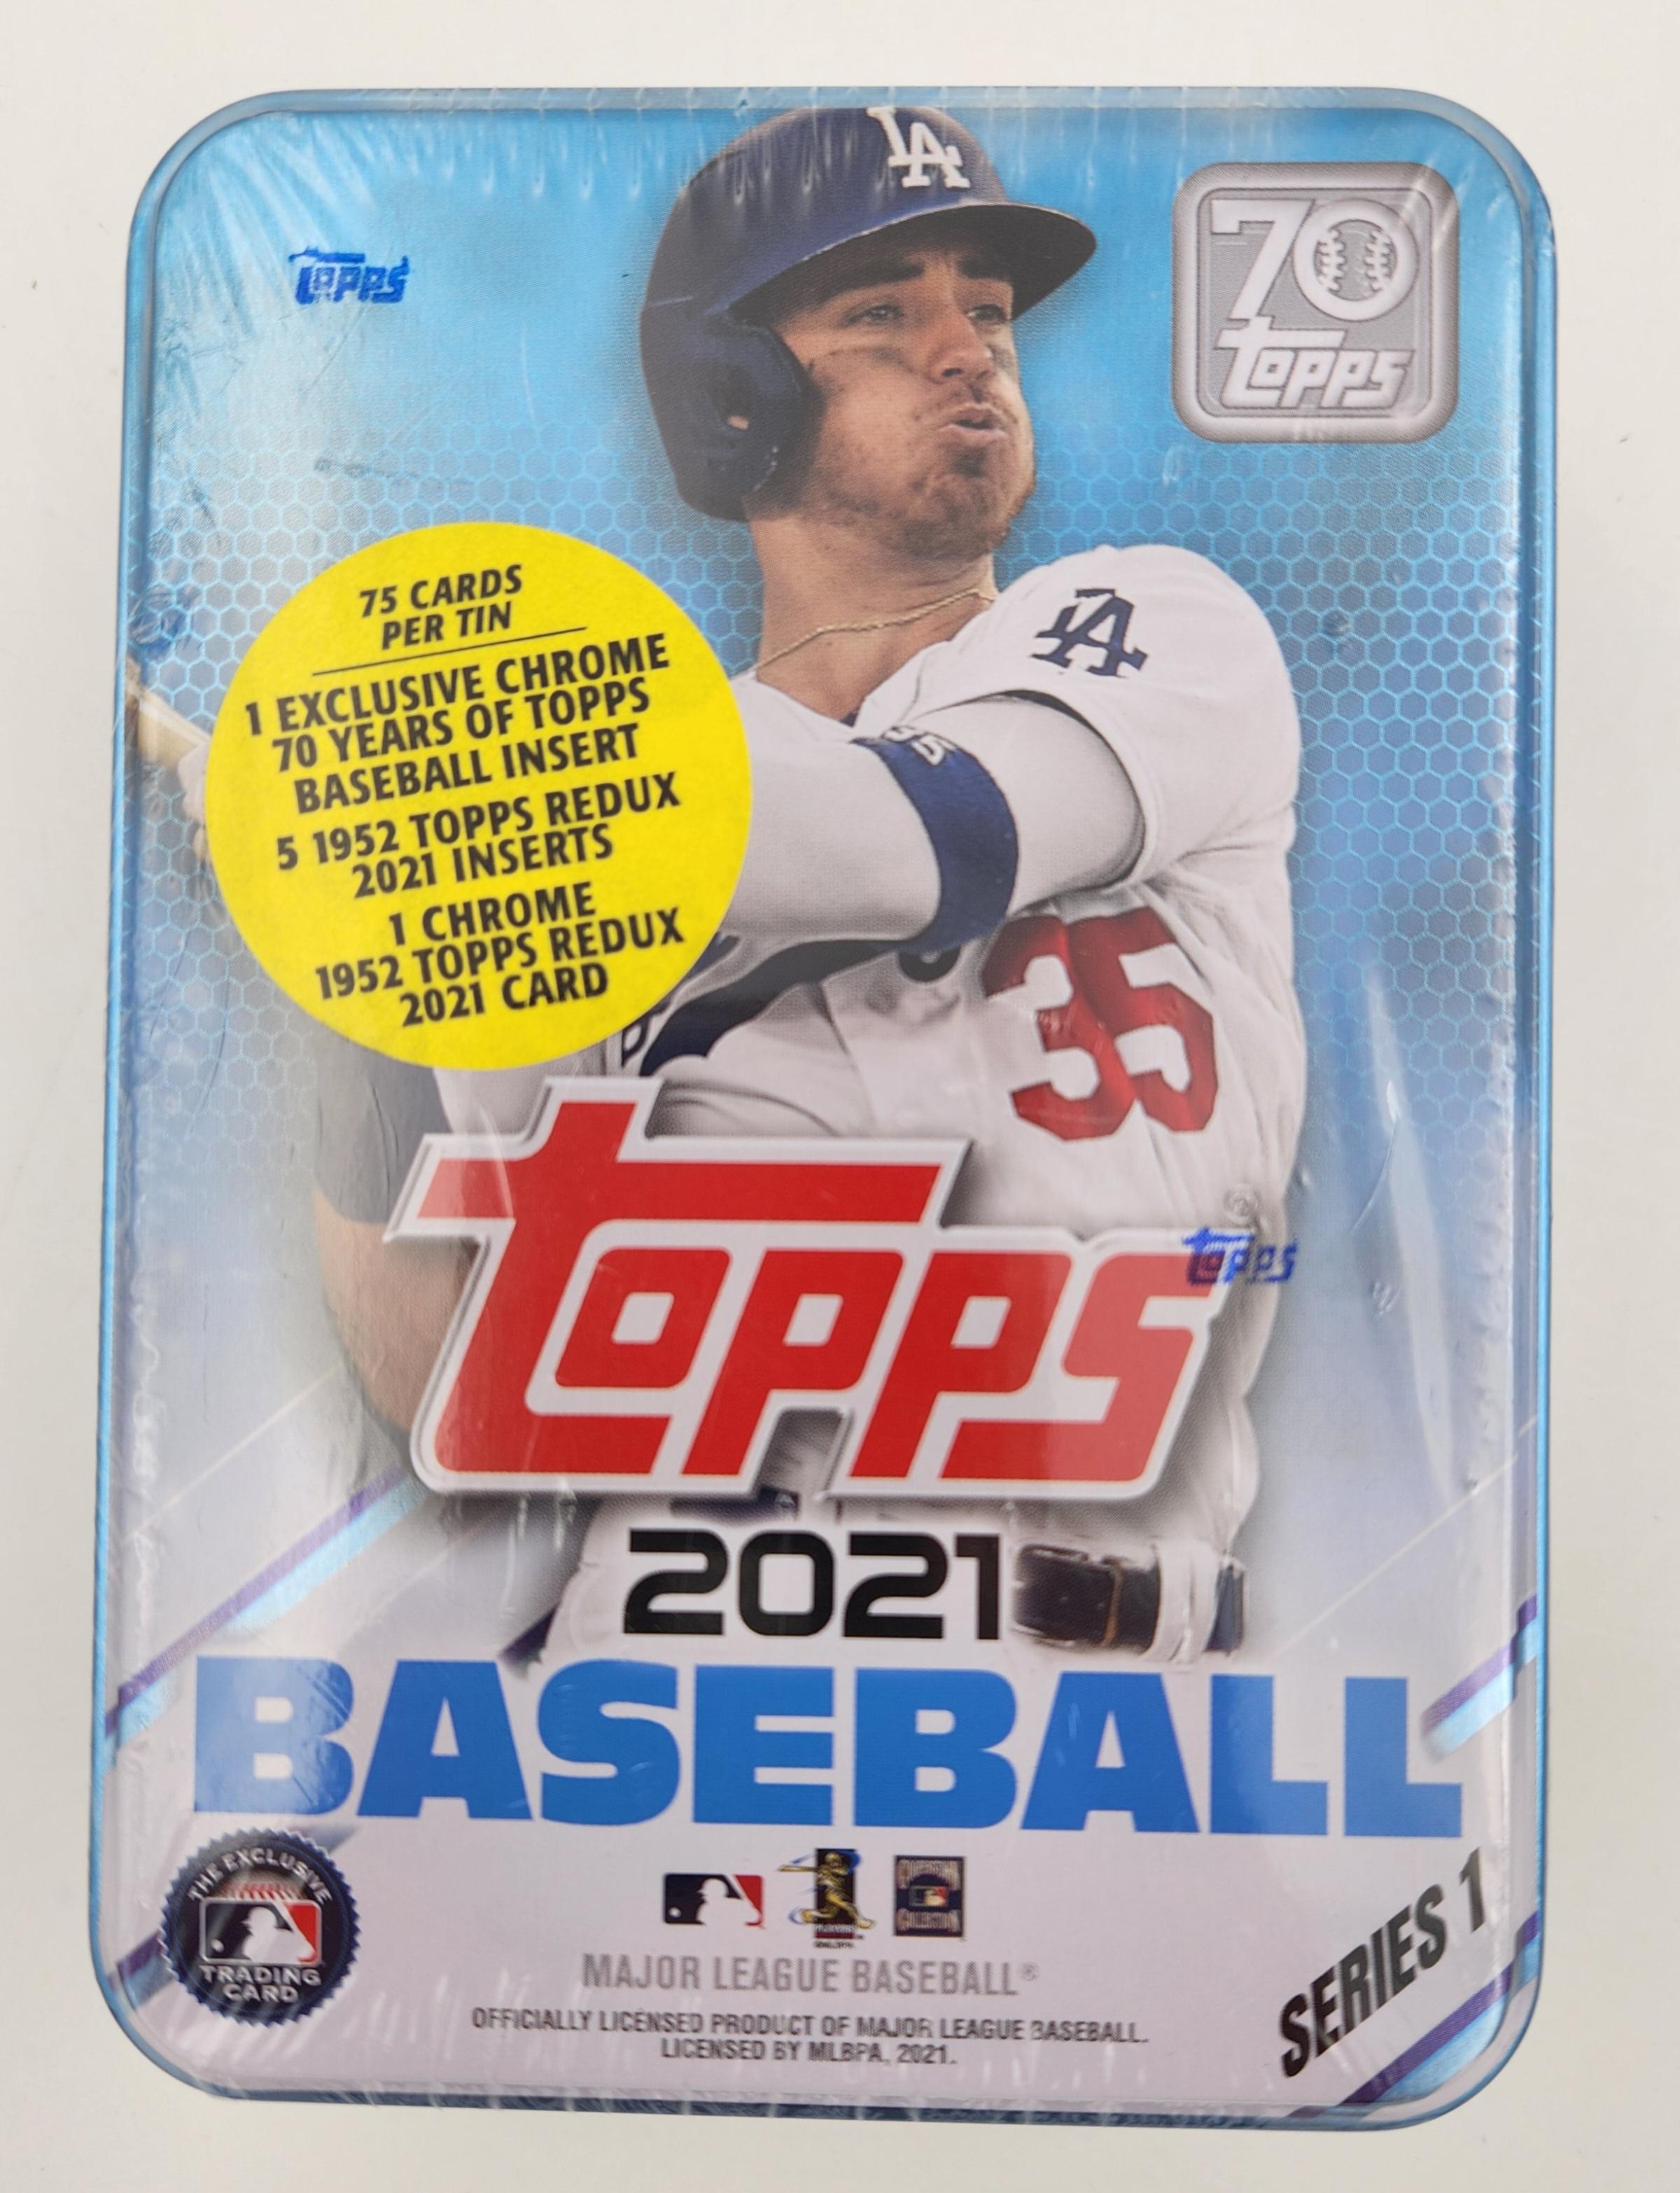 LA
70
topps
topps
75 CARDS
PER TIN
1 EXCLUSIVE CHROME
70 YEARS OF TOPPS
BASEBALL INSERT
5 1952 TOPPS REDUX
2021 INSERTS
1 CHROME
1952 TOPPS REDUX
2021 CARD
LA
35
35
topps
topps
2021
BASEBALL
SERIES 1
THE EXCLUSIVE
TRADING
CARD
MAJOR LEAGUE BASEBALL®
OFFICIALLY LICENSED PRODUCT OF MAJOR LEAGUE BASEBALL.
LICENSED BY MLBPA, 2021.